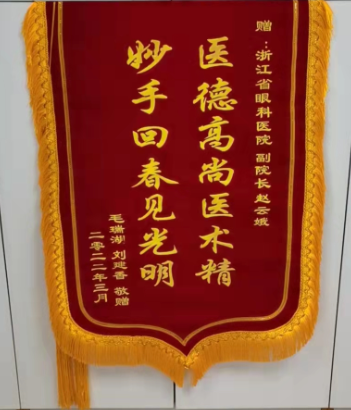 赠：浙江省眼科医院 副院长 赵云娥
医德高尚医术精
妙手回春见光明
毛瑞湖 刘延香 敬赠
二零二二年三月